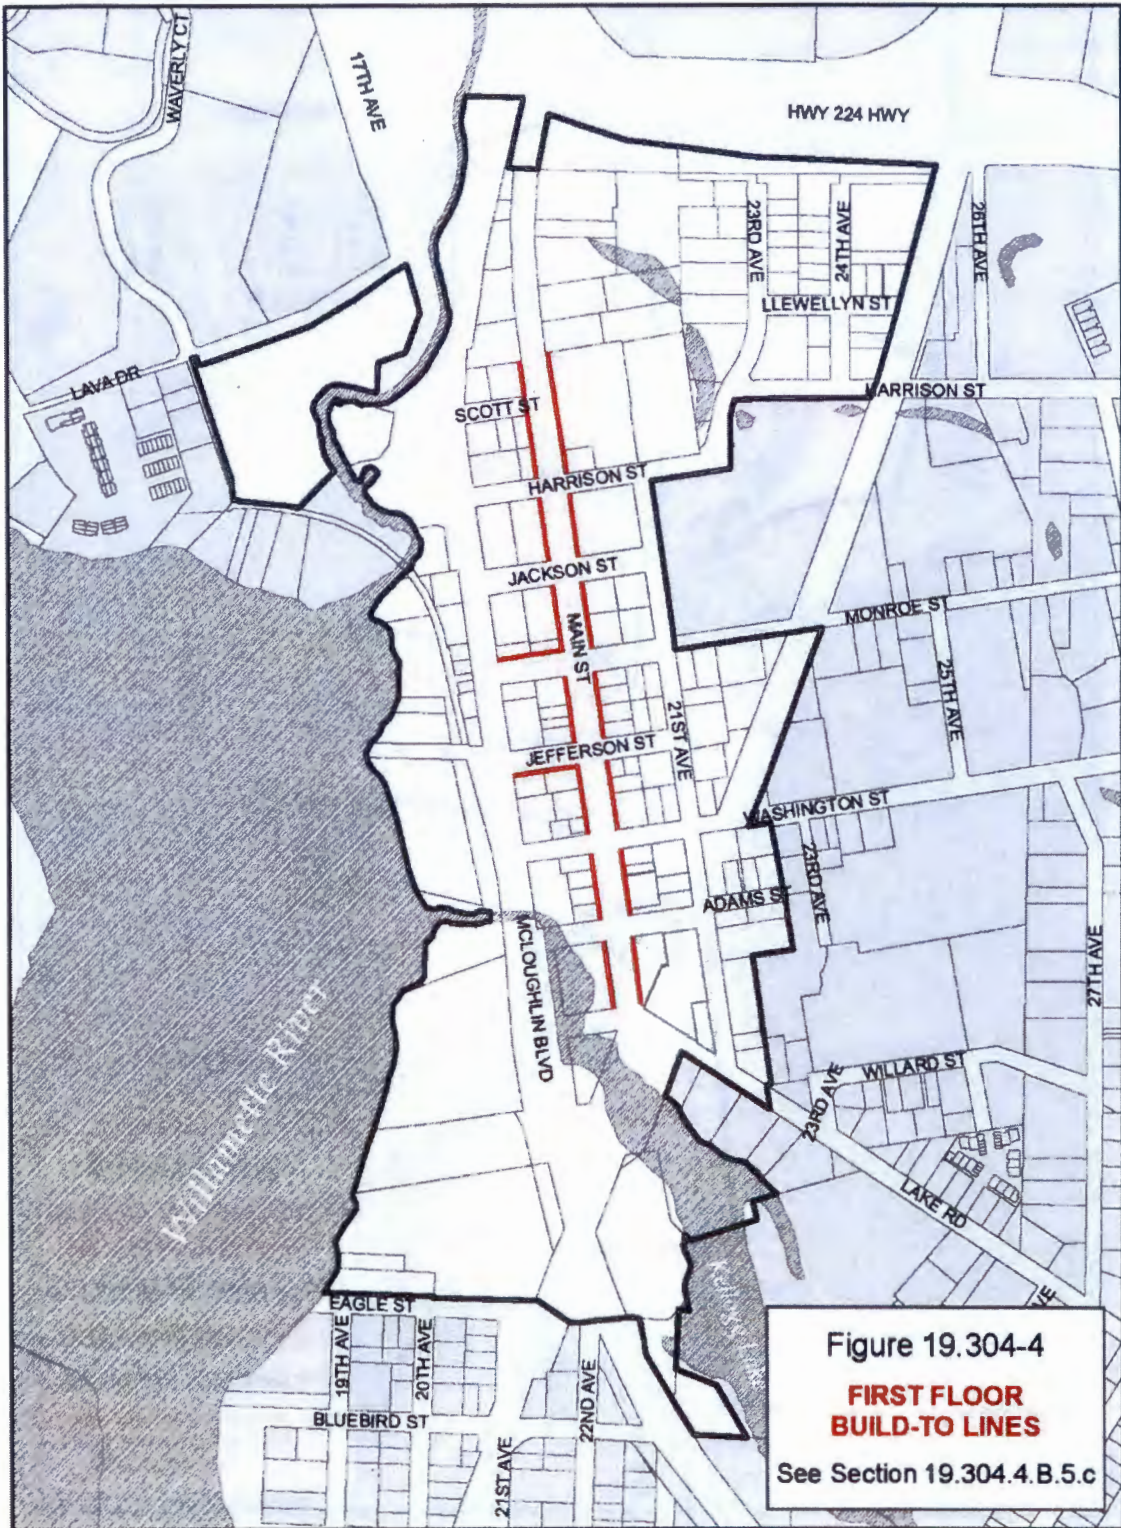 WAVERLY CT
17TH AVE
HWY 224 HWY
23RD AVE
24TH AVE
26TH AVE
LLEWELLYN ST
LAVA DR
SCOTT ST
HARRISON ST
HARRISON ST
JACKSON ST
MAIN ST
MONROE ST
25TH AVE
21ST AVE
JEFFERSON ST
WASHINGTON ST
23RD AVE
ADAMS ST
MCLOUGHLIN BLVD
27TH AVE
Willamette River
WILLARD ST
23RD AVE
LAKE RD
Kellogg Lake
EAGLE ST
19TH AVE
20TH AVE
22ND AVE
BLUEBIRD ST
21ST AVE
VE
Figure 19.304-4
FIRST FLOOR
BUILD-TO LINES
See Section 19.304.4.B.5.c